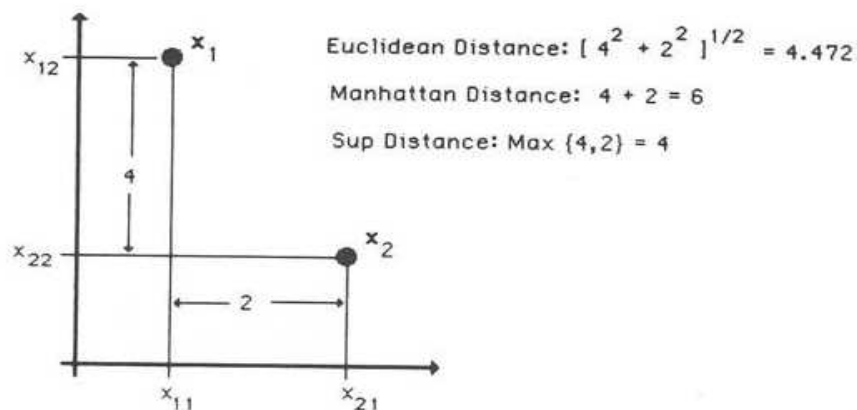 x₁
x₁₂
Euclidean Distance: [ 4² + 2² ]^1/2 = 4.472
Manhattan Distance: 4 + 2 = 6
Sup Distance: Max {4,2} = 4
4
x₂
x₂₂
2
x₁₁
x₂₁